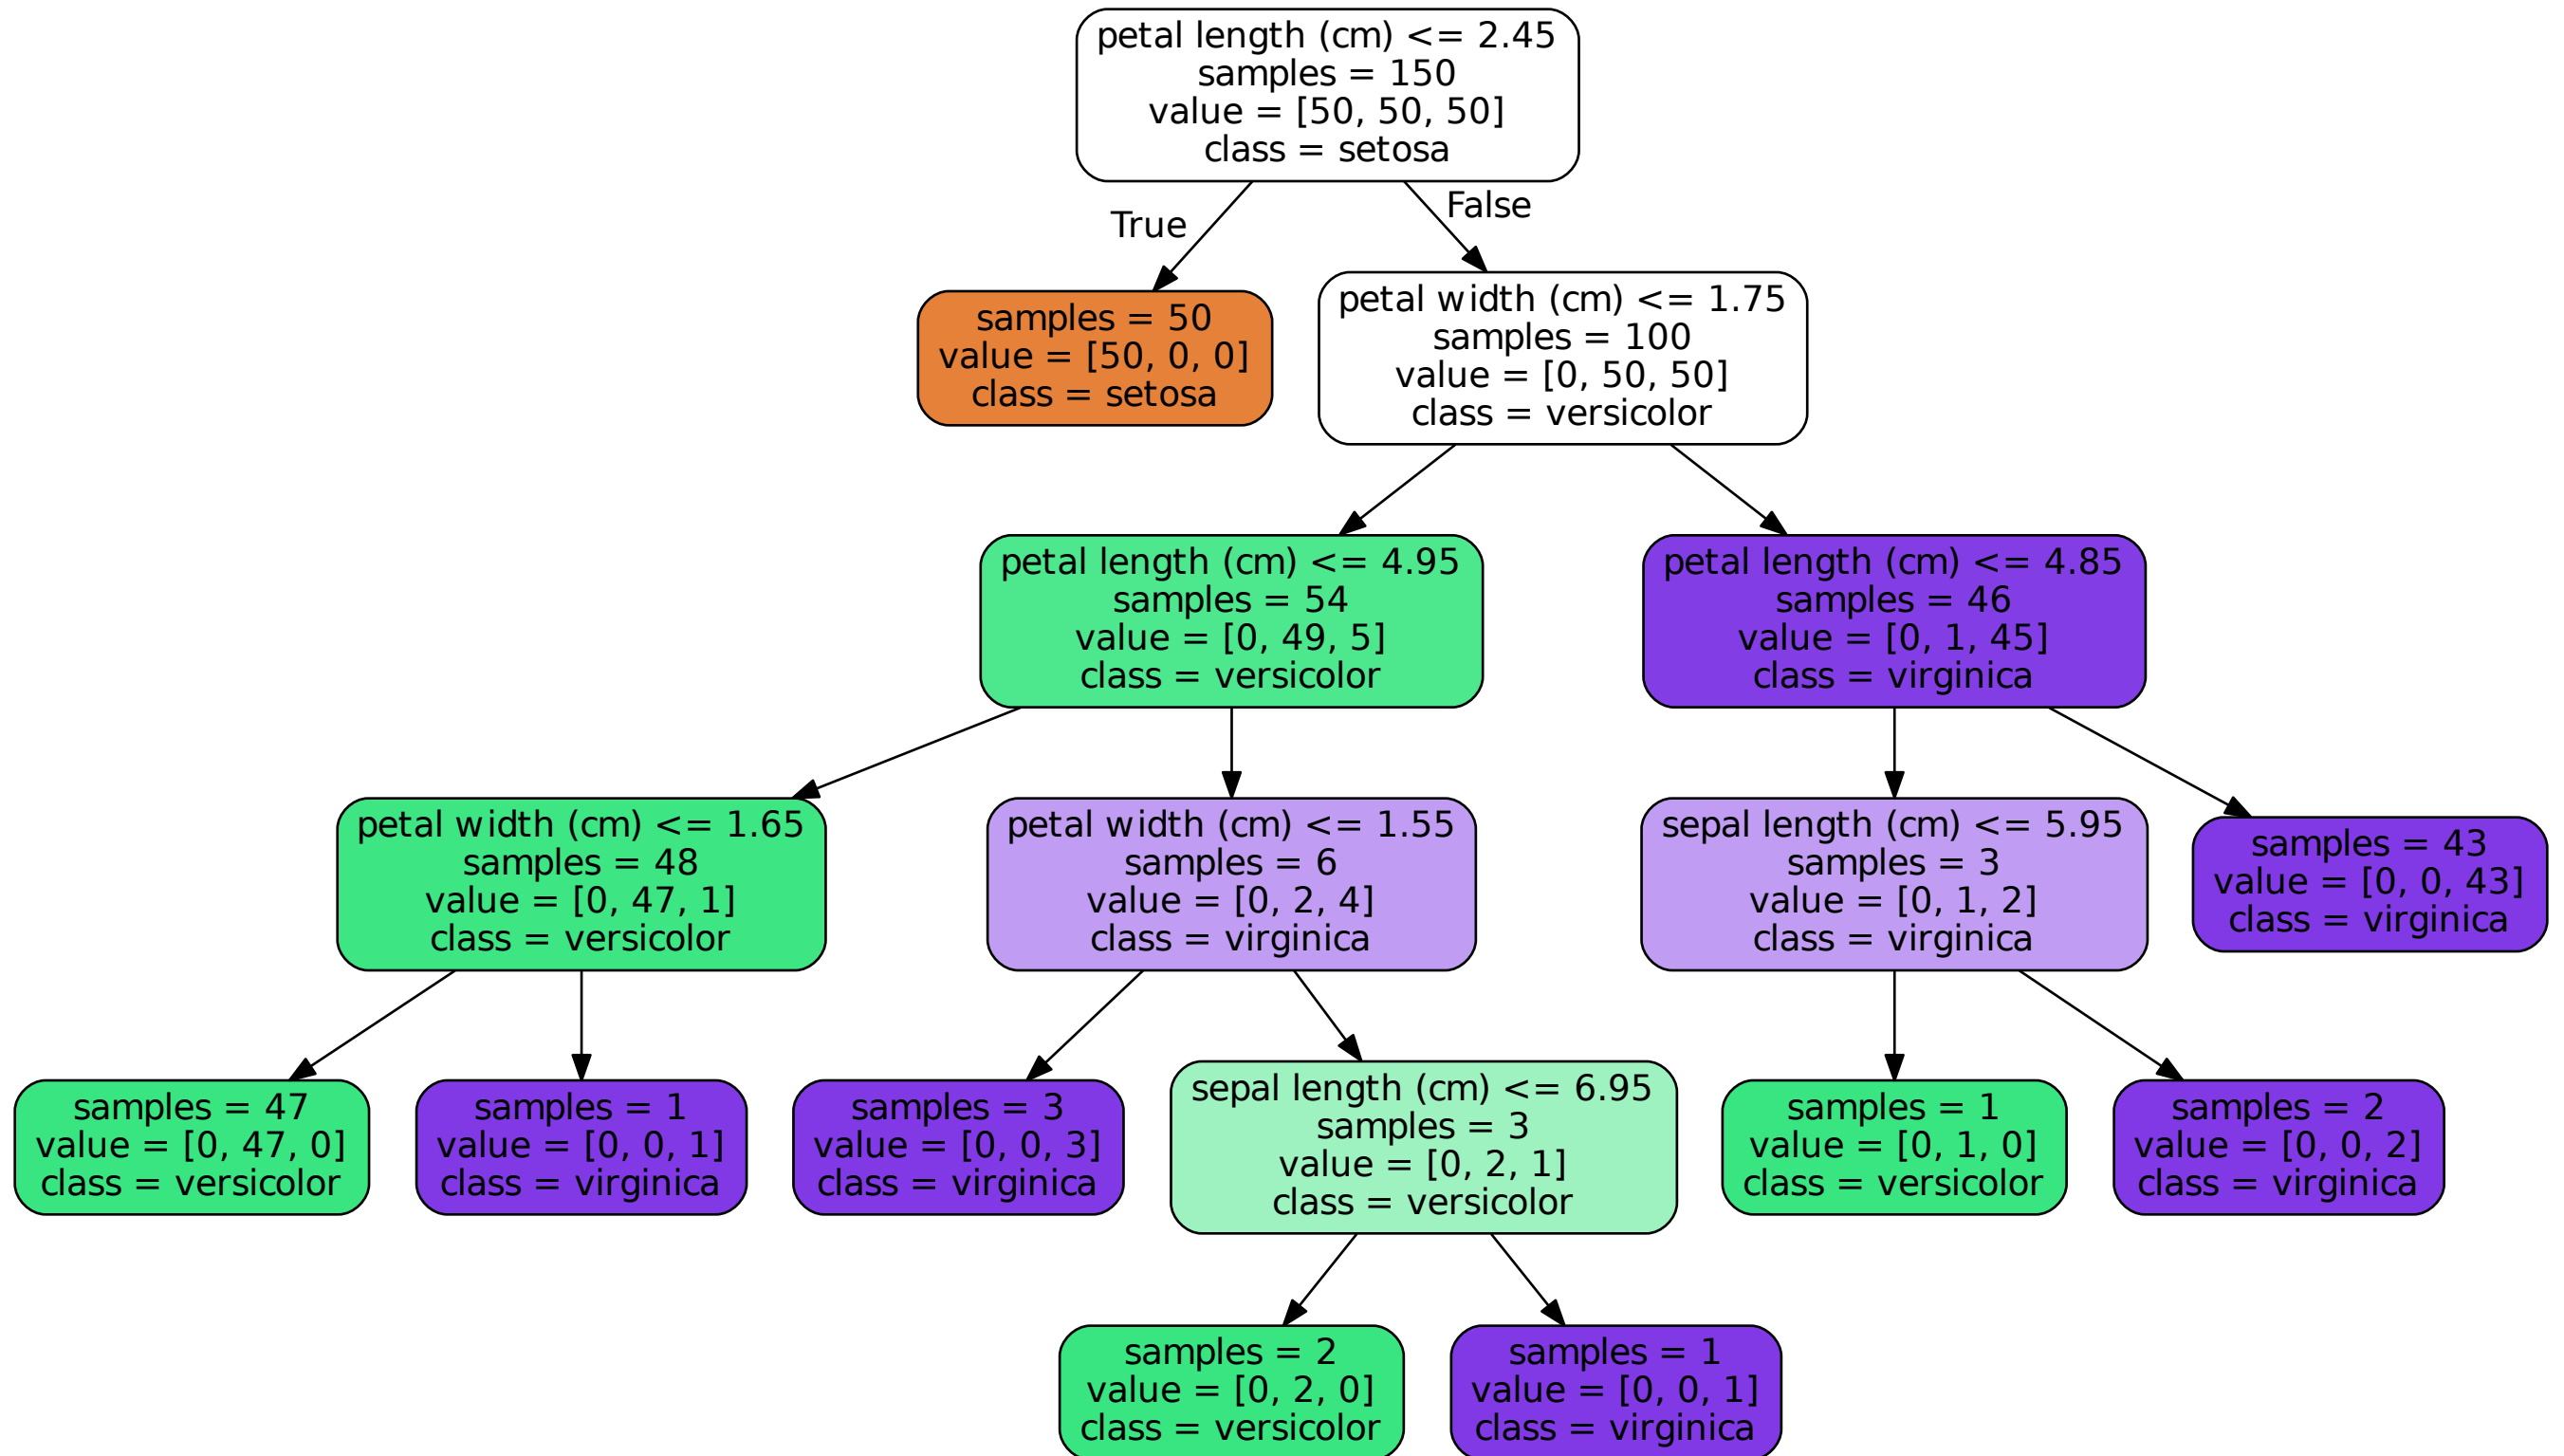 petal length (cm) <= 2.45
samples = 150
value = [50, 50, 50]
class = setosa
True
False
samples = 50
value = [50, 0, 0]
class = setosa
petal width (cm) <= 1.75
samples = 100
value = [0, 50, 50]
class = versicolor
petal length (cm) <= 4.95
samples = 54
value = [0, 49, 5]
class = versicolor
petal length (cm) <= 4.85
samples = 46
value = [0, 1, 45]
class = virginica
petal width (cm) <= 1.65
samples = 48
value = [0, 47, 1]
class = versicolor
petal width (cm) <= 1.55
samples = 6
value = [0, 2, 4]
class = virginica
sepal length (cm) <= 5.95
samples = 3
value = [0, 1, 2]
class = virginica
samples = 43
value = [0, 0, 43]
class = virginica
samples = 47
value = [0, 47, 0]
class = versicolor
samples = 1
value = [0, 0, 1]
class = virginica
samples = 3
value = [0, 0, 3]
class = virginica
sepal length (cm) <= 6.95
samples = 3
value = [0, 2, 1]
class = versicolor
samples = 1
value = [0, 1, 0]
class = versicolor
samples = 2
value = [0, 0, 2]
class = virginica
samples = 2
value = [0, 2, 0]
class = versicolor
samples = 1
value = [0, 0, 1]
class = virginica